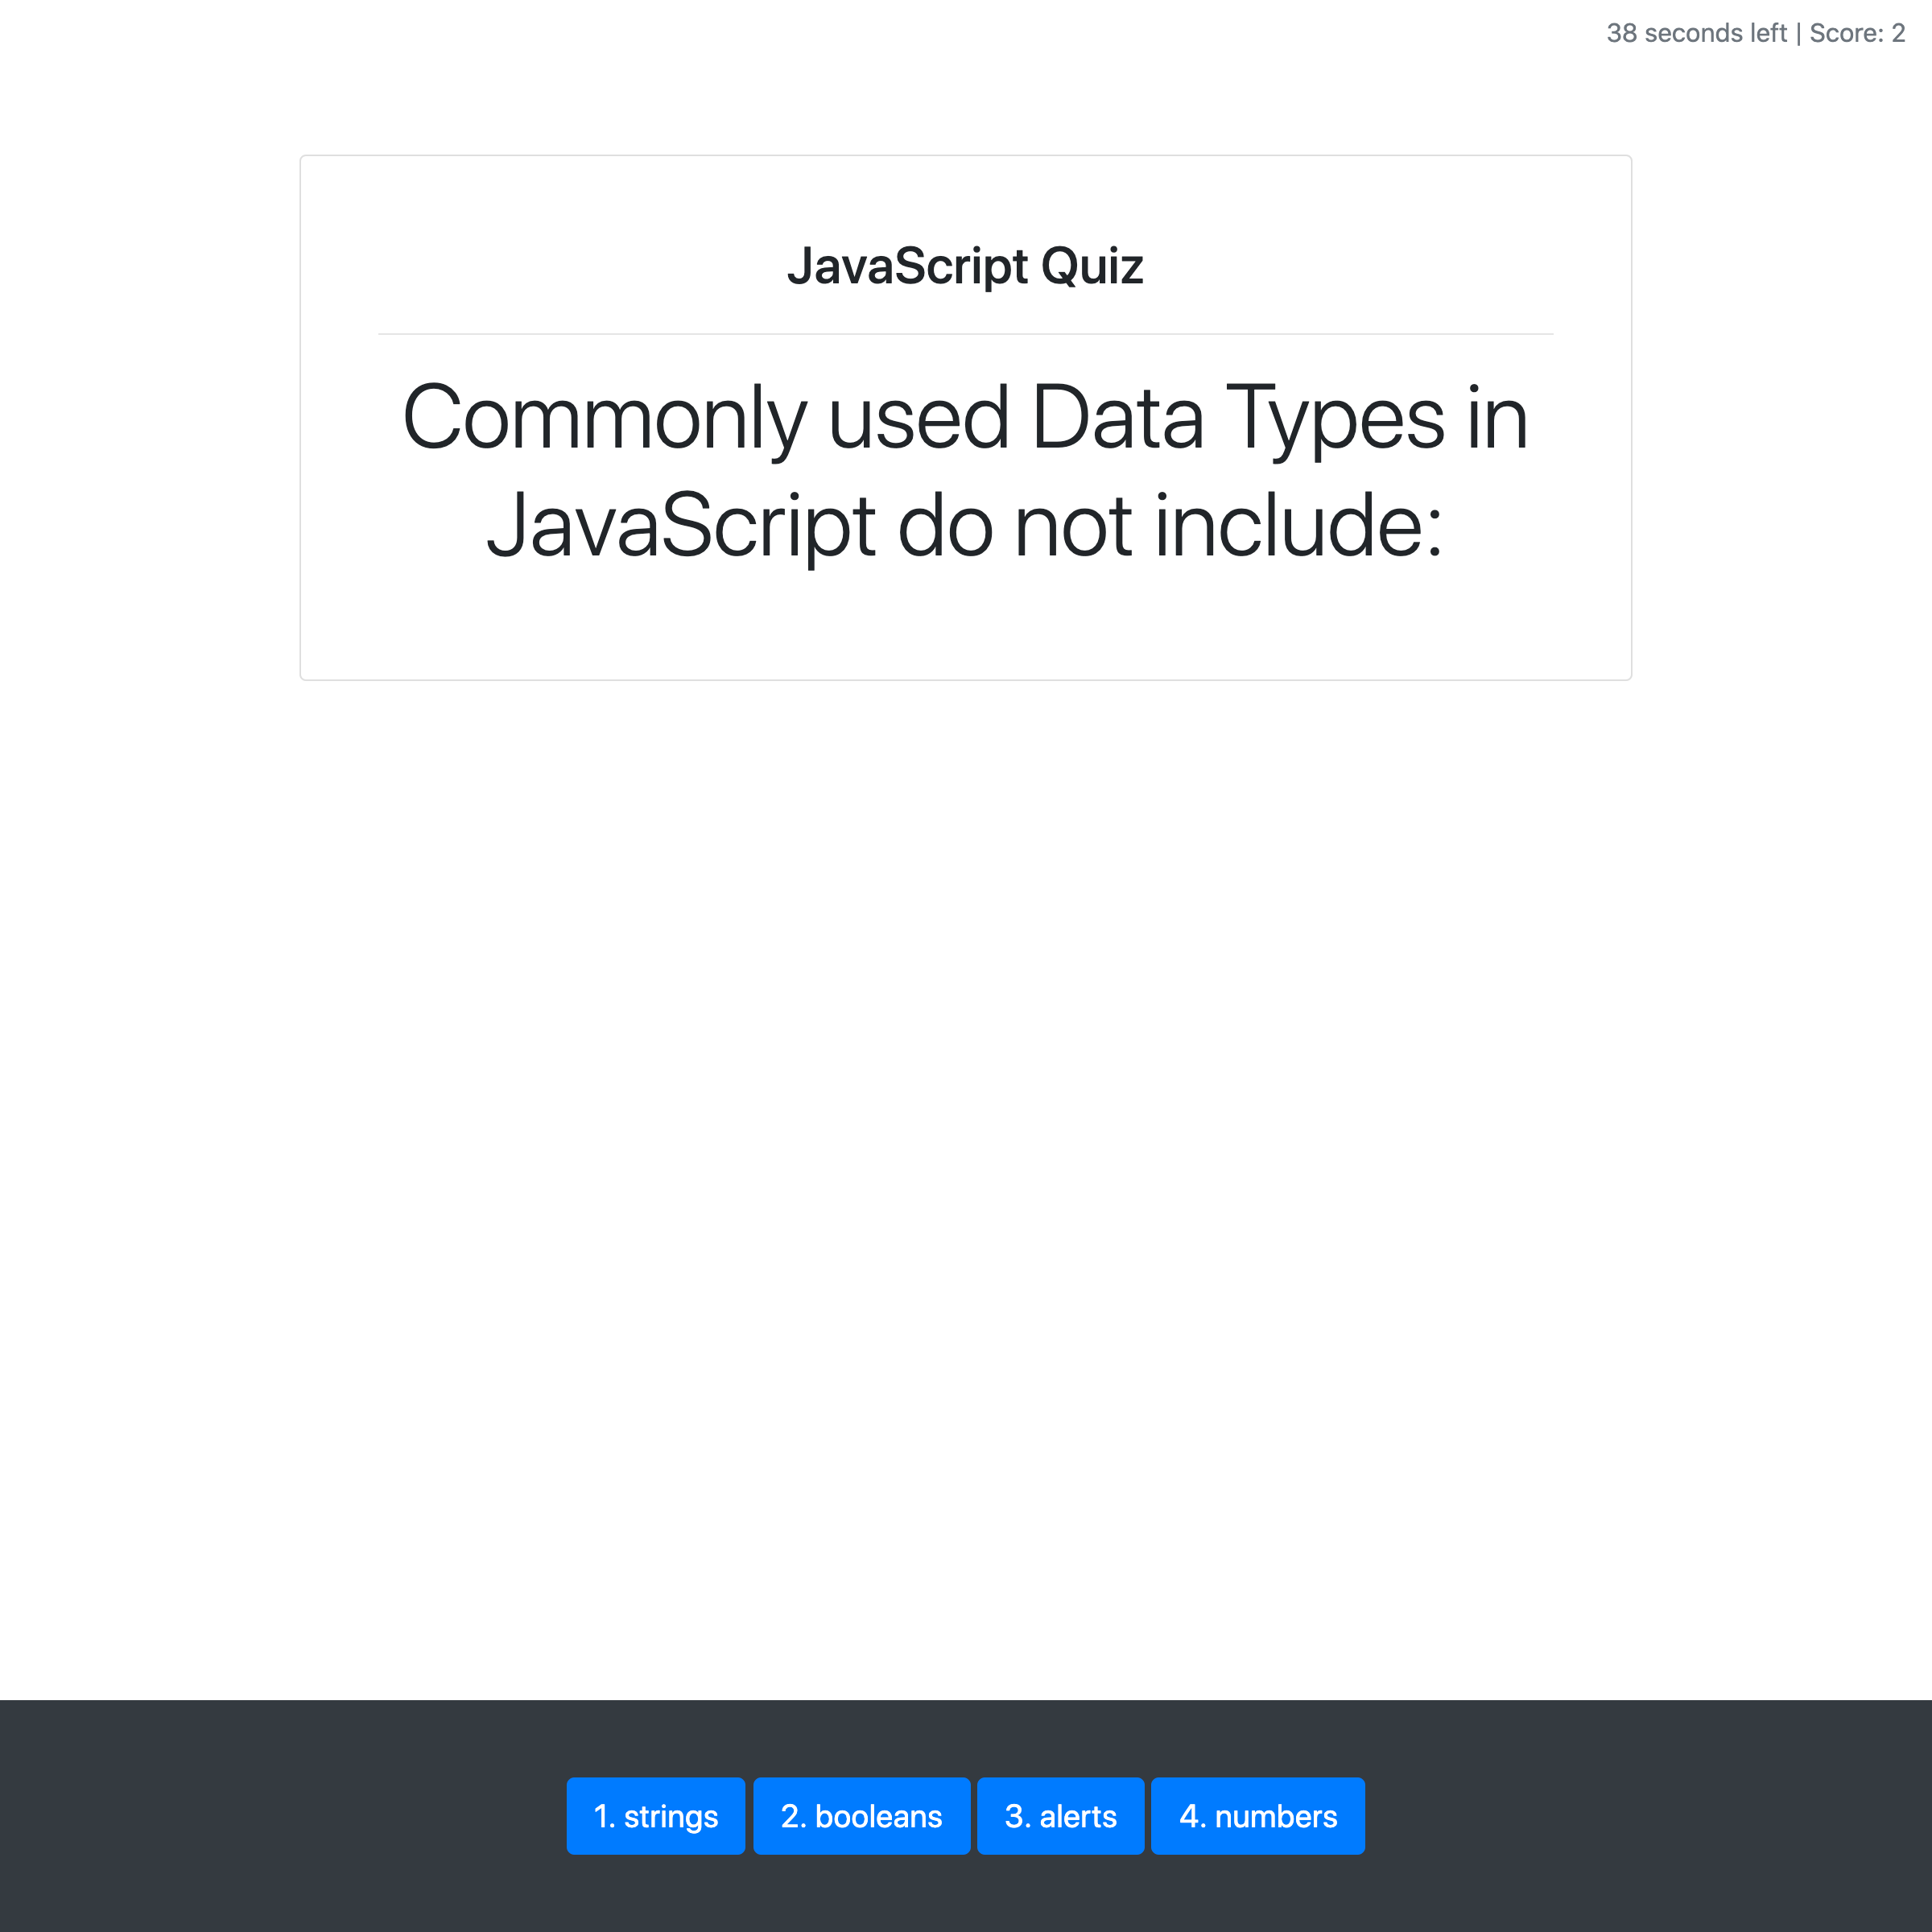 38 seconds left | Score: 2
JavaScript Quiz
Commonly used Data Types in
JavaScript do not include:
1. strings
2. booleans
3. alerts
4. numbers